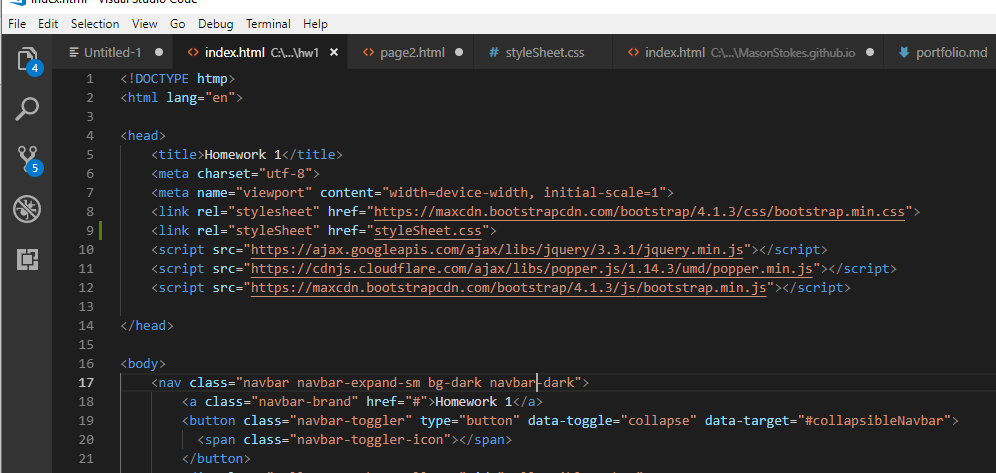 index.html - Visual Studio Code
File Edit Selection View Go Debug Terminal Help
Untitled-1 index.html C:\...\hw1 page2.html styleSheet.css index.html C:\...\MasonStokes.github.io portfolio.md
4
5
1 <!DOCTYPE htmp>
2 <html lang="en">
3
4 <head>
5 <title>Homework 1</title>
6 <meta charset="utf-8">
7 <meta name="viewport" content="width=device-width, initial-scale=1">
8 <link rel="stylesheet" href="https://maxcdn.bootstrapcdn.com/bootstrap/4.1.3/css/bootstrap.min.css">
9 <link rel="styleSheet" href="styleSheet.css">
10 <script src="https://ajax.googleapis.com/ajax/libs/jquery/3.3.1/jquery.min.js"></script>
11 <script src="https://cdnjs.cloudflare.com/ajax/libs/popper.js/1.14.3/umd/popper.min.js"></script>
12 <script src="https://maxcdn.bootstrapcdn.com/bootstrap/4.1.3/js/bootstrap.min.js"></script>
13
14 </head>
15
16 <body>
17 <nav class="navbar navbar-expand-sm bg-dark navbar-dark">
18 <a class="navbar-brand" href="#">Homework 1</a>
19 <button class="navbar-toggler" type="button" data-toggle="collapse" data-target="#collapsibleNavbar">
20 <span class="navbar-toggler-icon"></span>
21 </button>